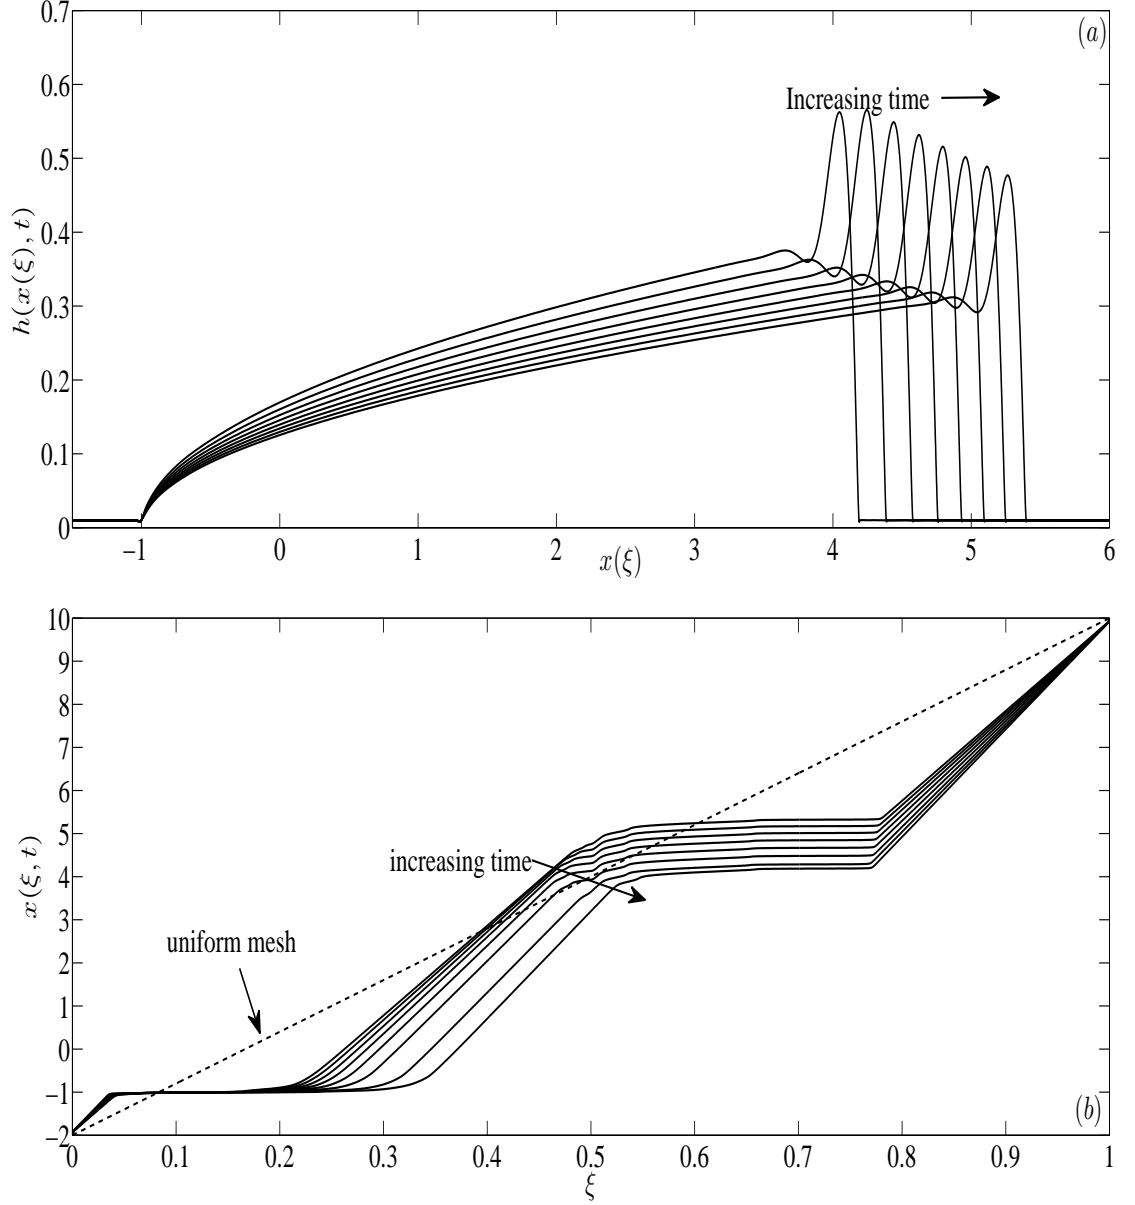 0.7
(a)
0.6
Increasing time
0.5
0.4
h(x(ξ), t)
0.3
0.2
0.1
0
−1 0 1 2 3 4 5 6
x(ξ)
10
9
8
7
6
5
increasing time
4
x(ξ, t)
3
uniform mesh
2
1
0
−1
(b)
−2
0 0.1 0.2 0.3 0.4 0.5 0.6 0.7 0.8 0.9 1
ξ